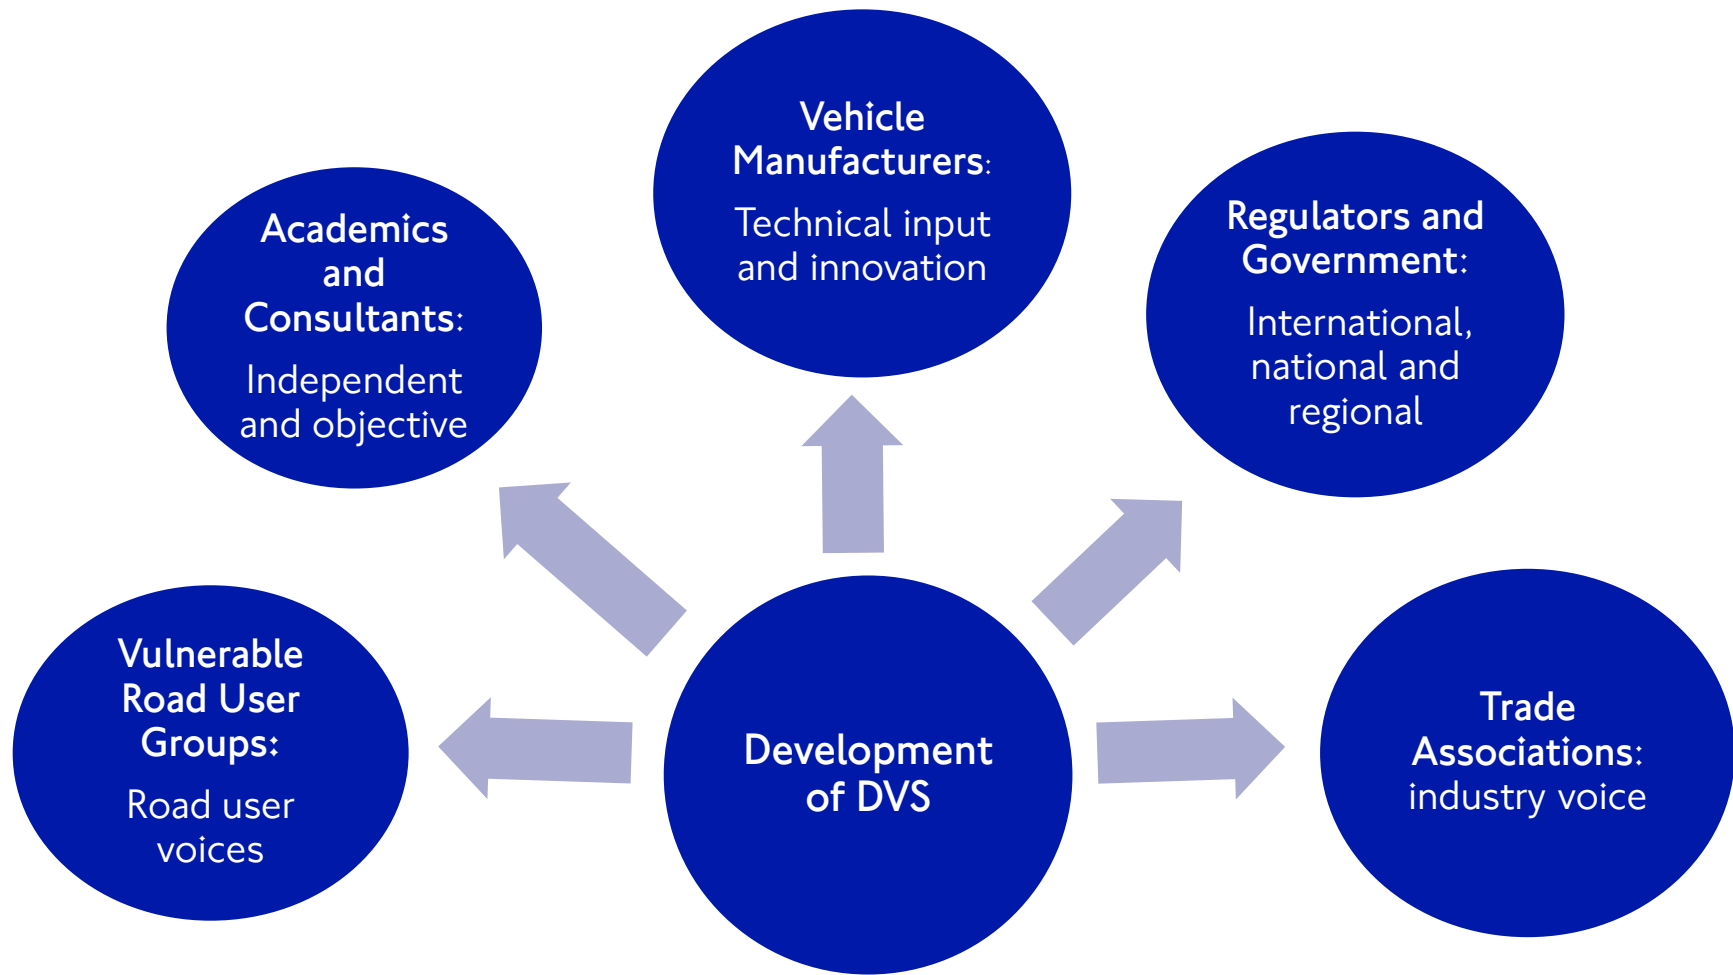 Vehicle
Manufacturers:
Technical input
and innovation
Academics
and
Consultants:
Independent
and objective
Regulators and
Government:
International,
national and
regional
Vulnerable
Road User
Groups:
Road user
voices
Development
of DVS
Trade
Associations:
industry voice